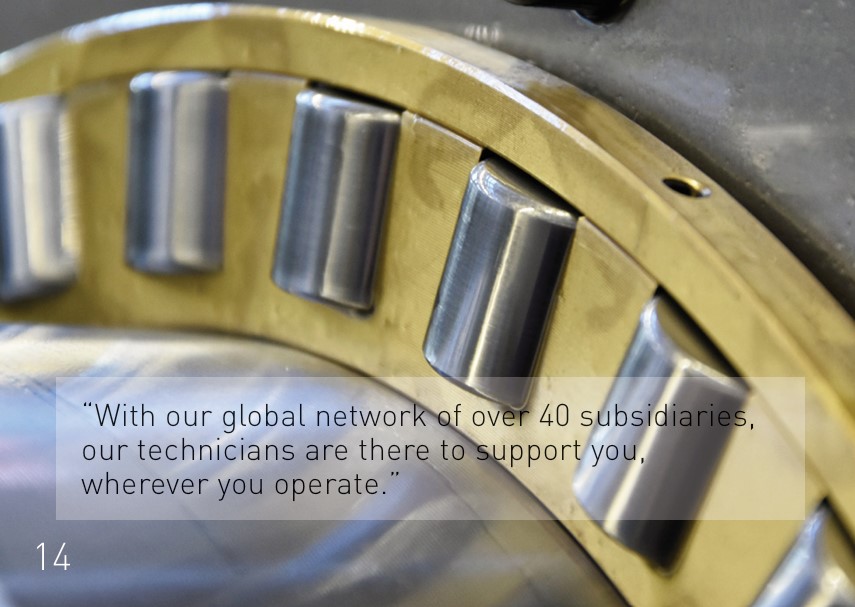 “With our global network of over 40 subsidiaries,
our technicians are there to support you,
wherever you operate.”
14